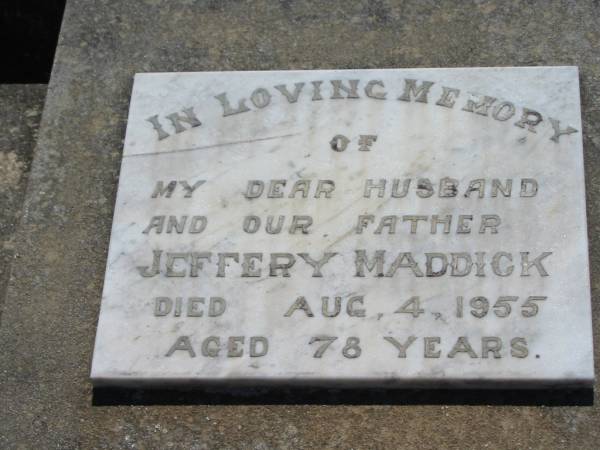 IN LOVING MEMORY
OF
MY DEAR HUSBAND
AND OUR FATHER
JEFFERY MADDICK
DIED AUG. 4, 1955
AGED 78 YEARS.